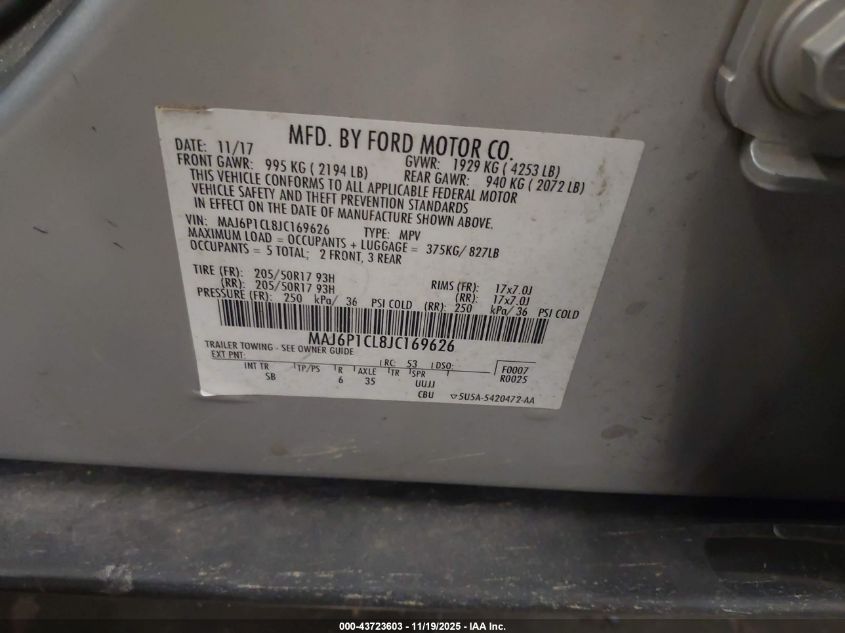 MFD. BY FORD MOTOR CO.
DATE: 11/17 GVWR: 1929 KG ( 4253 LB)
FRONT GAWR: 995 KG ( 2194 LB) REAR GAWR: 940 KG ( 2072 LB)
THIS VEHICLE CONFORMS TO ALL APPLICABLE FEDERAL MOTOR
VEHICLE SAFETY AND THEFT PREVENTION STANDARDS
IN EFFECT ON THE DATE OF MANUFACTURE SHOWN ABOVE.
VIN: MAJ6P1CL8JC169626 TYPE: MPV
MAXIMUM LOAD = OCCUPANTS + LUGGAGE = 375KG/ 827LB
OCCUPANTS = 5 TOTAL; 2 FRONT, 3 REAR
TIRE (FR): 205/50R17 93H RIMS (FR): 17x7.0J
(RR): 205/50R17 93H (RR): 17x7.0J
PRESSURE (FR): 250 kPa/ 36 PSI COLD (RR): 250 kPa/ 36 PSI COLD
MAJ6P1CL8JC169626
TRAILER TOWING - SEE OWNER GUIDE
EXT PNT: RC: 53 DSO: F0007
INT TR TP/PS R AXLE TR SPR R0025
SB 6 35 UUJJ
CBU 5U5A-5420472-AA
000-43723603 - 11/19/2025 - IAA Inc.